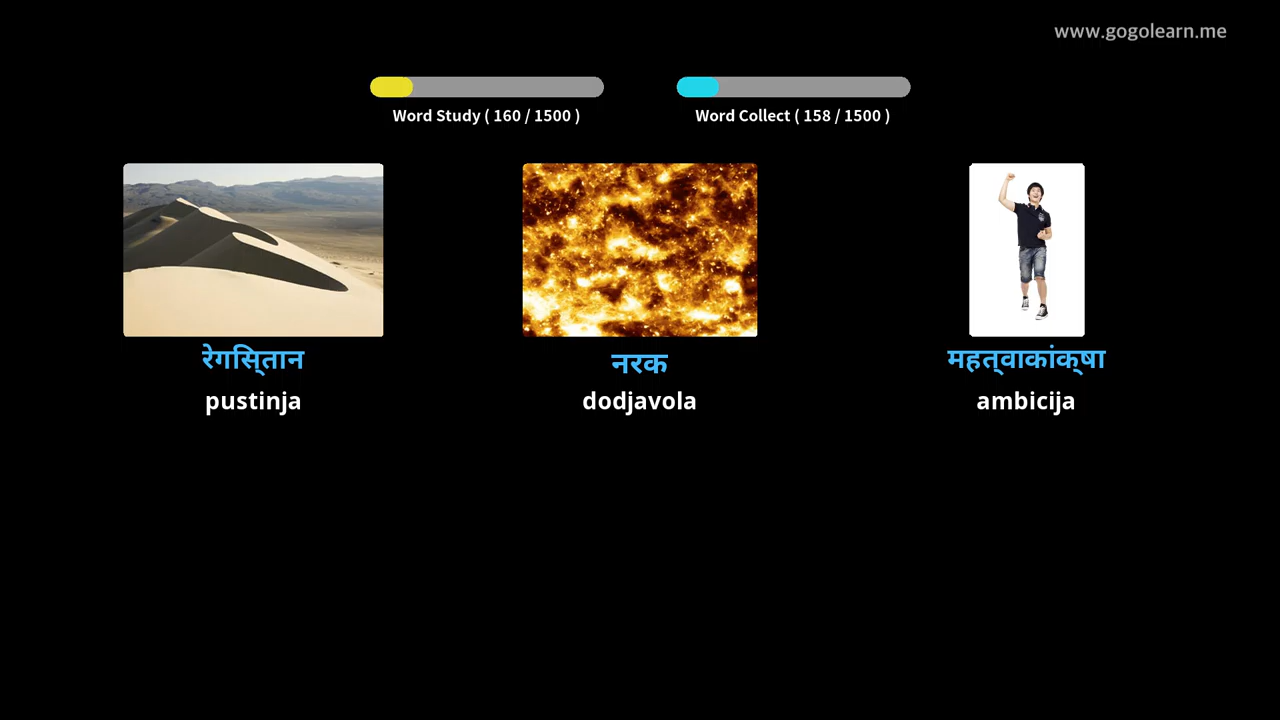 www.gogolearn.me
Word Study ( 160 / 1500 )
Word Collect ( 158 / 1500 )
रेगिस्तान
pustinja
नरक
dodjavola
महत्वाकांक्षा
ambicija